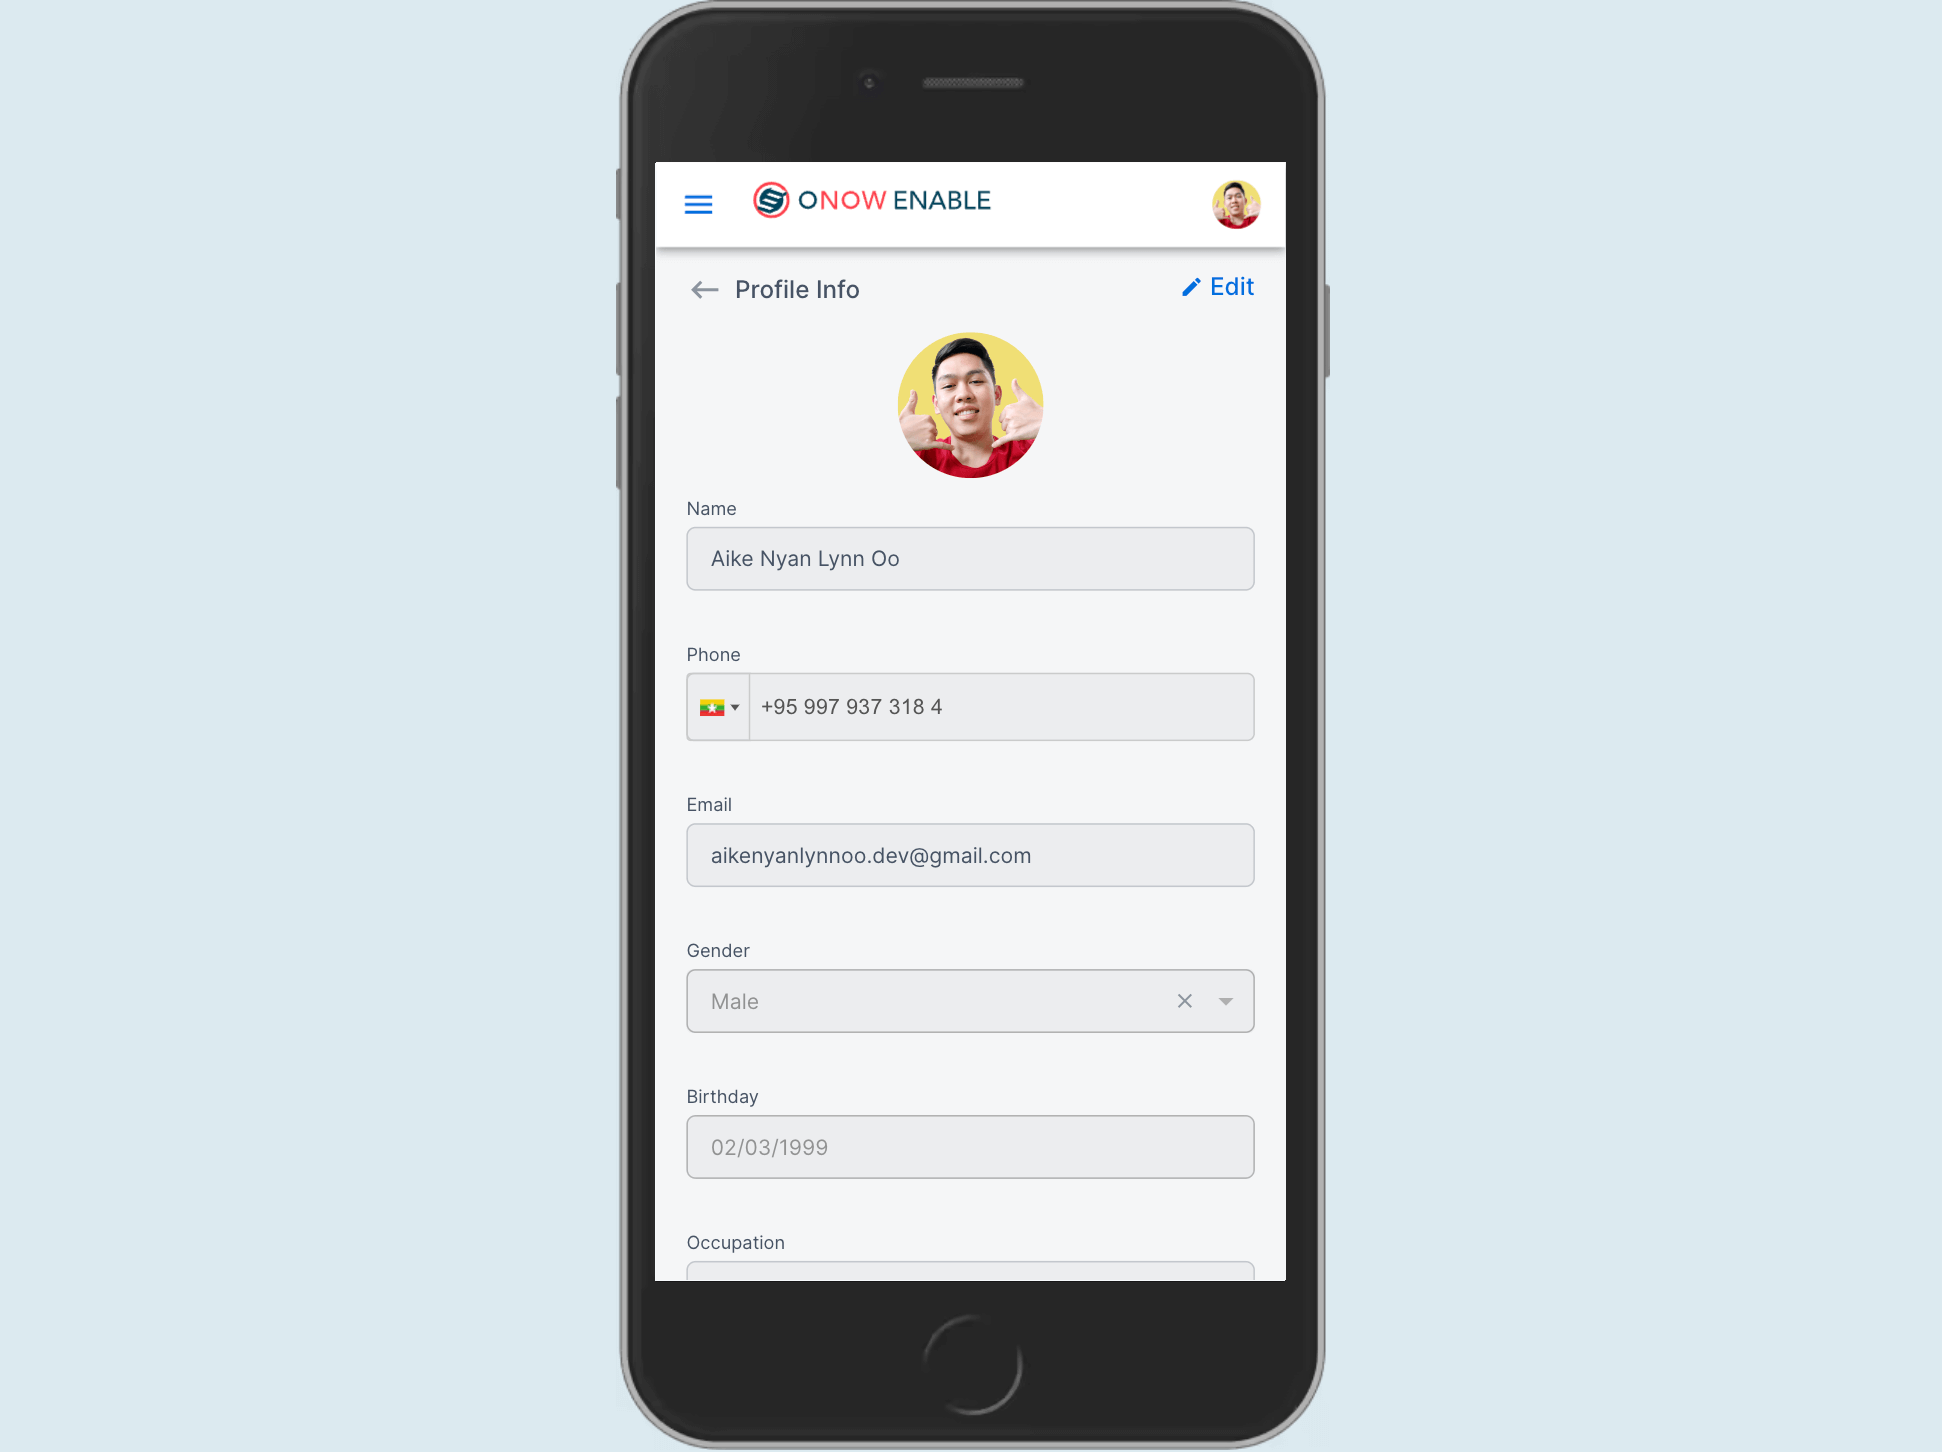 ONOW ENABLE
Profile Info
Edit
Name
Aike Nyan Lynn Oo
Phone
+95 997 937 318 4
Email
aikenyanlynnoo.dev@gmail.com
Gender
Male
Birthday
02/03/1999
Occupation